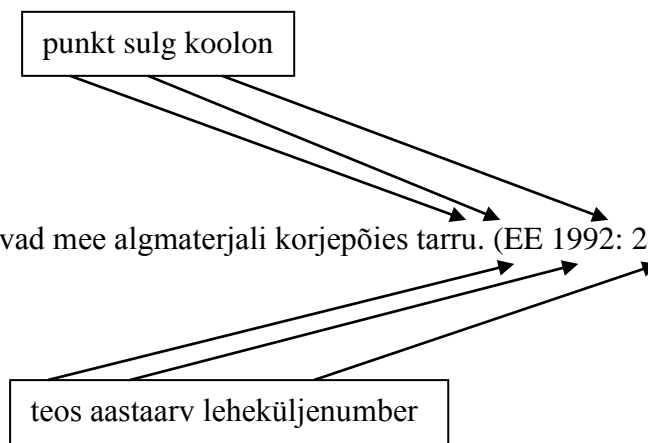 punkt sulg koolon
vad mee algmaterjali korjepõies tarru. (EE 1992: 2
teos aastaarv leheküljenumber